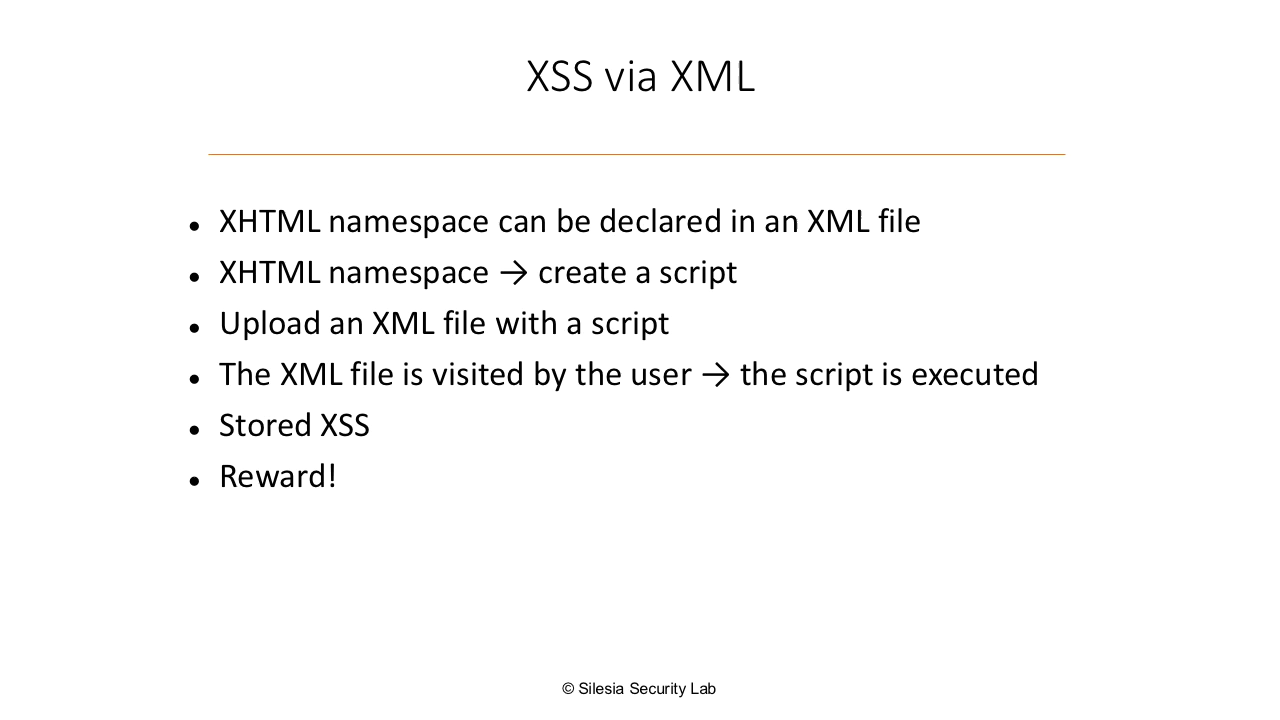 XSS via XML
● XHTML namespace can be declared in an XML file
● XHTML namespace → create a script
● Upload an XML file with a script
● The XML file is visited by the user → the script is executed
● Stored XSS
● Reward!
© Silesia Security Lab